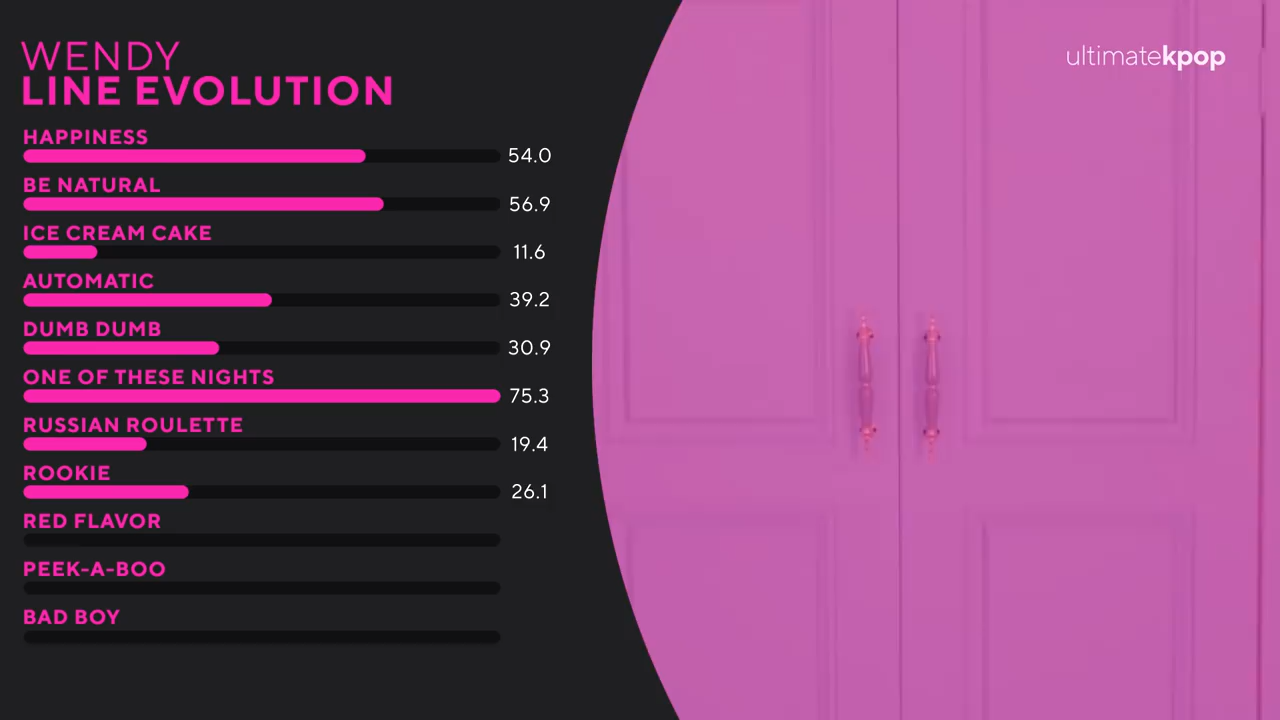 WENDY
LINE EVOLUTION
ultimatekpop
HAPPINESS
54.0
BE NATURAL
56.9
ICE CREAM CAKE
11.6
AUTOMATIC
39.2
DUMB DUMB
30.9
ONE OF THESE NIGHTS
75.3
RUSSIAN ROULETTE
19.4
ROOKIE
26.1
RED FLAVOR
PEEK-A-BOO
BAD BOY